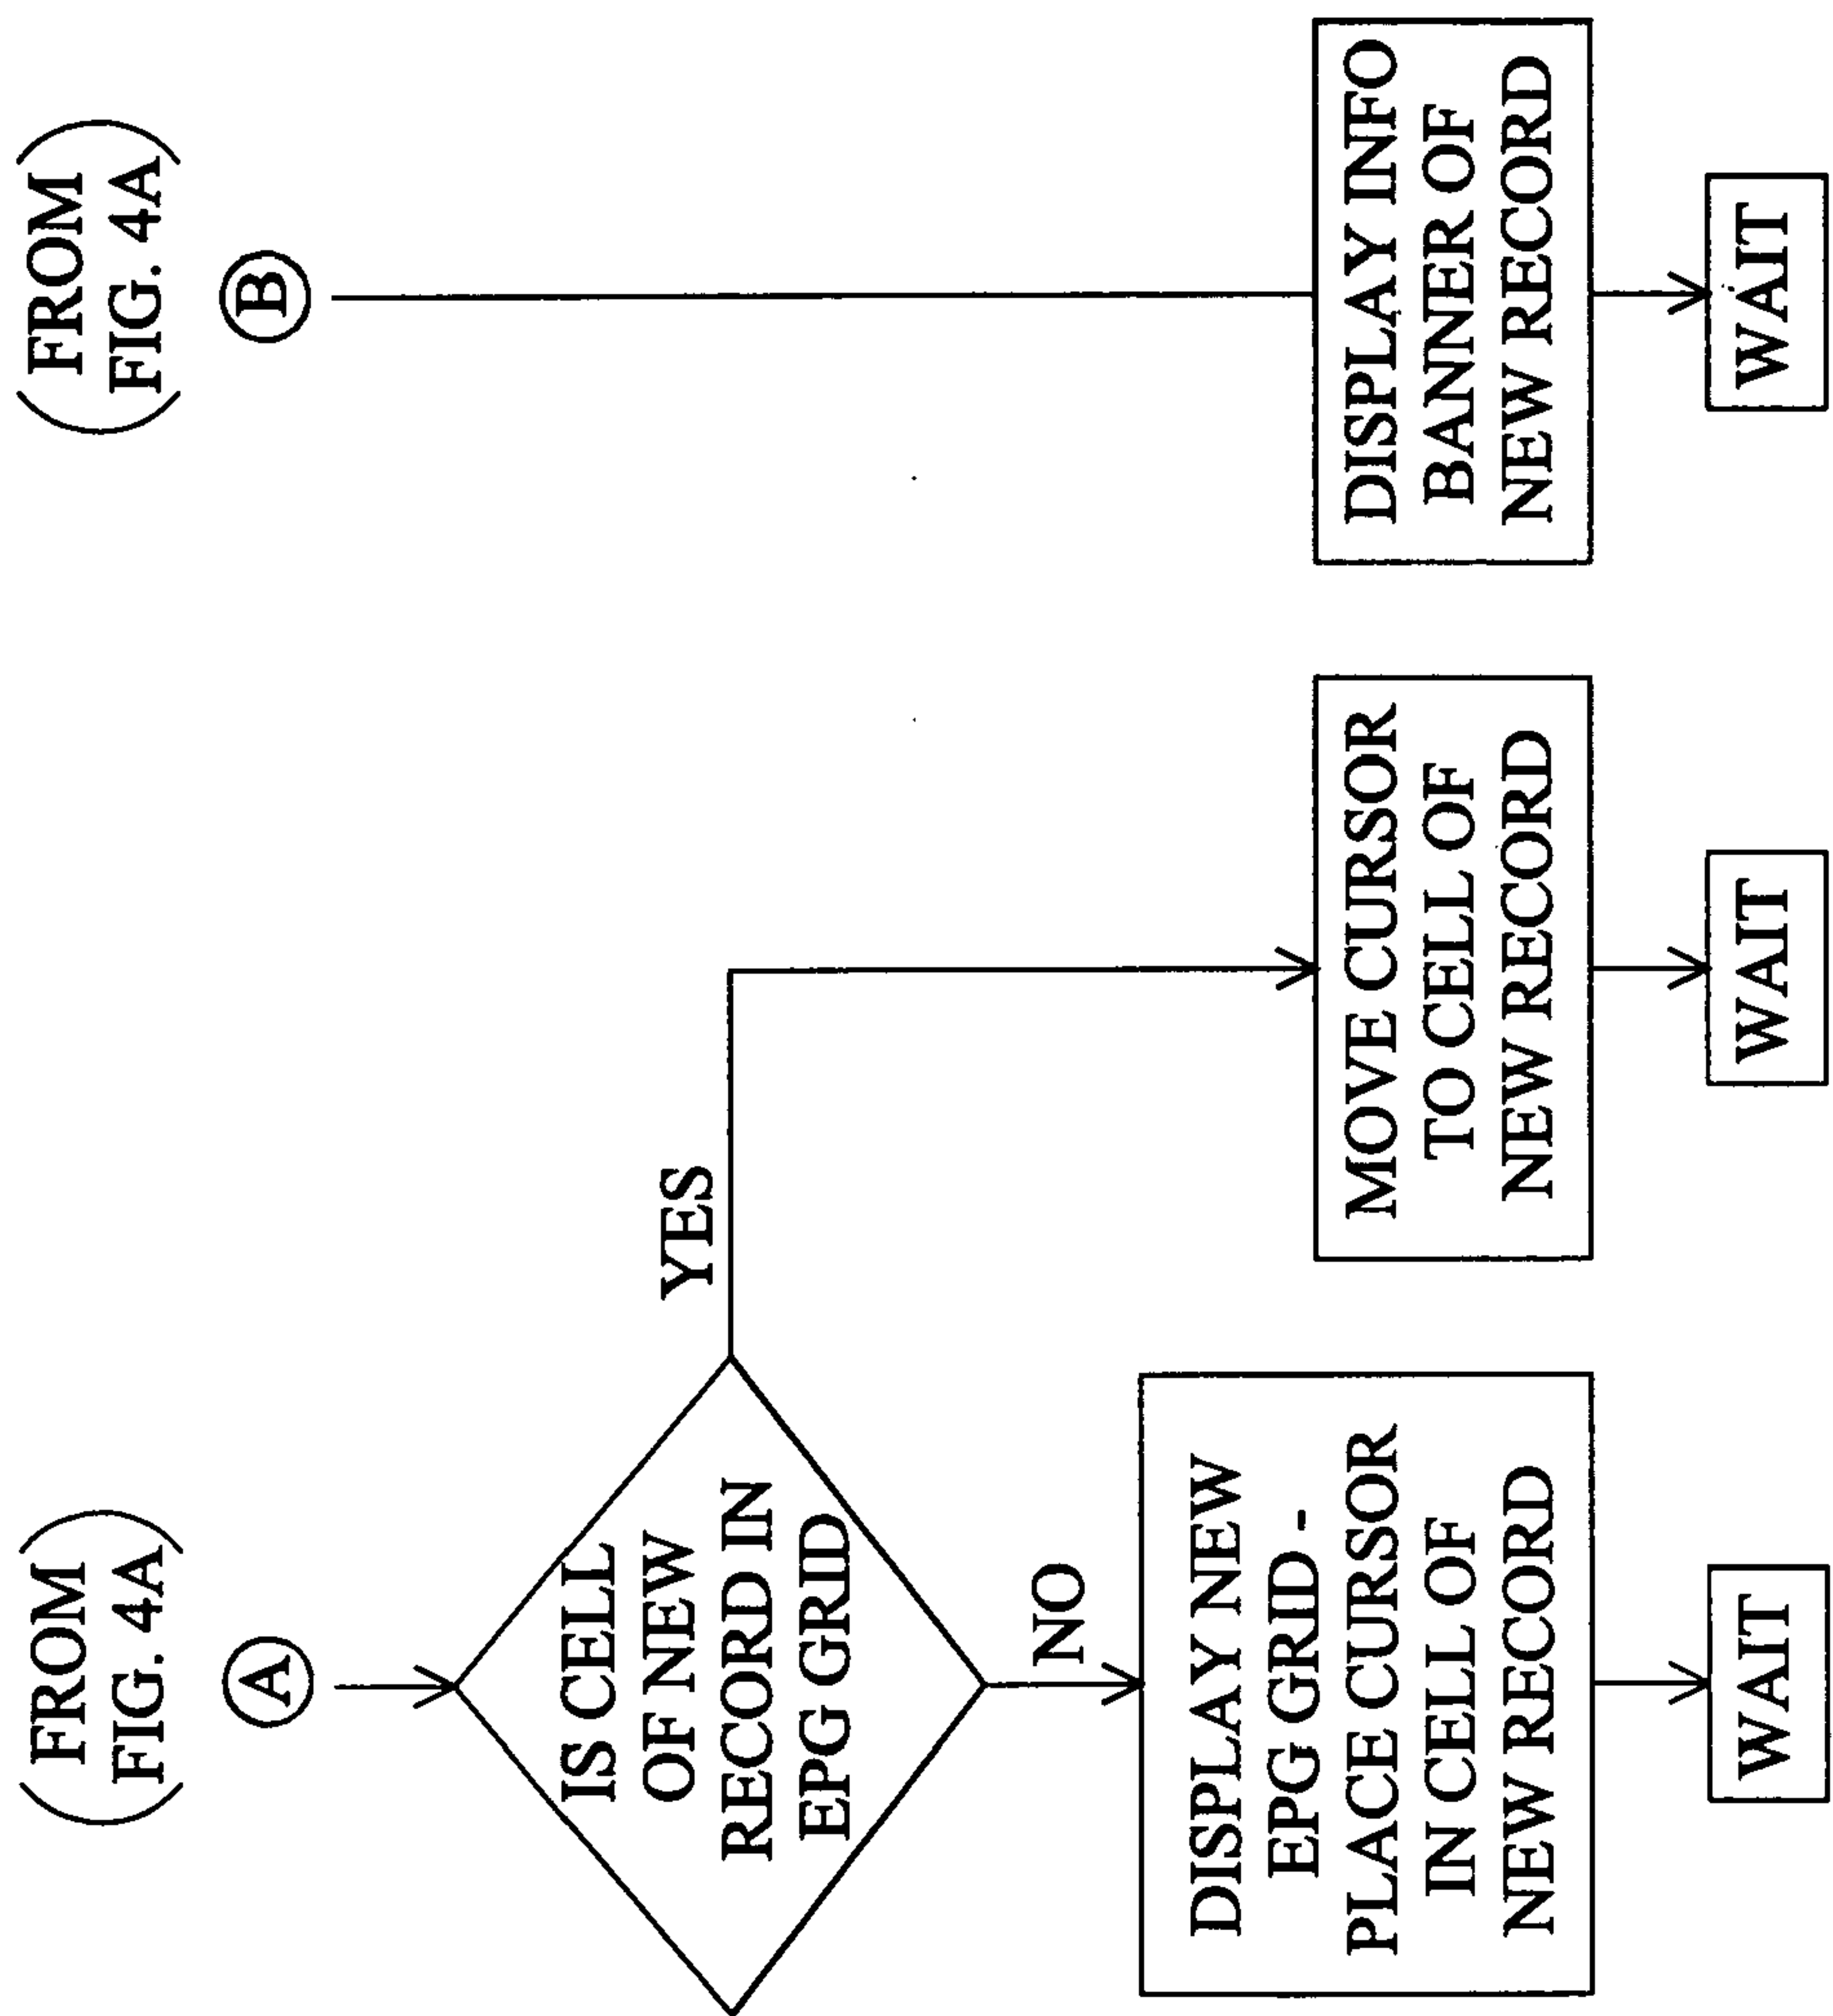 (FROM
FIG. 4A)
A
IS CELL
OF NEW
RECORD IN
EPG GRID
YES
NO
DISPLAY NEW
EPG GRID -
PLACE CURSOR
IN CELL OF
NEW RECORD
WAIT
MOVE CURSOR
TO CELL OF
NEW RECORD
WAIT
(FROM
FIG. 4A)
B
DISPLAY INFO
BANNER OF
NEW RECORD
WAIT